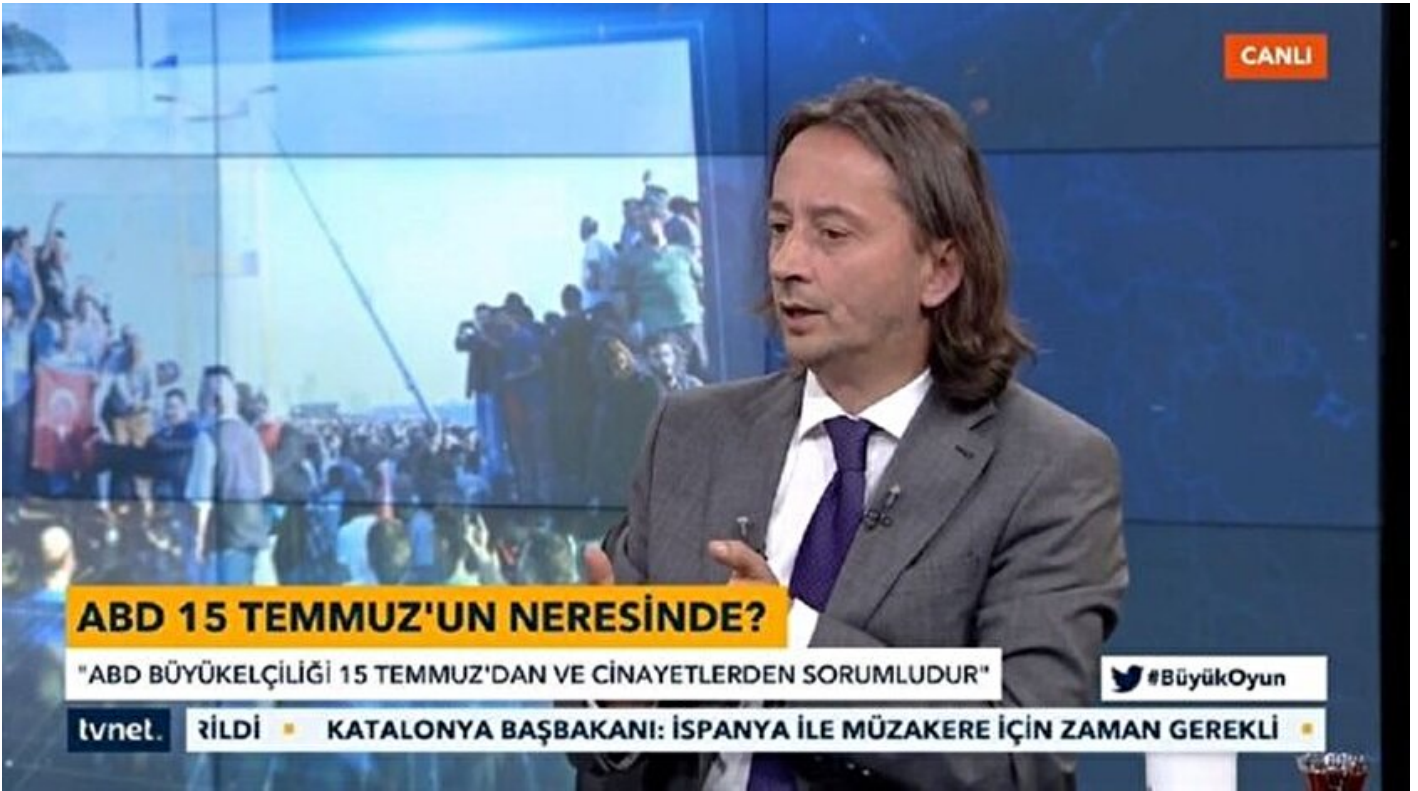 CANLI
ABD 15 TEMMUZ'UN NERESİNDE?
"ABD BÜYÜKELÇİLİĞİ 15 TEMMUZ'DAN VE CİNAYETLERDEN SORUMLUDUR"
#BüyükOyun
tvnet. RİLDİ KATALONYA BAŞBAKANI: İSPANYA İLE MÜZAKERE İÇİN ZAMAN GEREKLİ